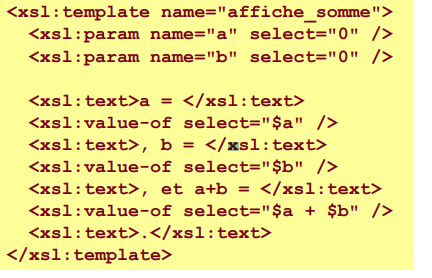 <xsl:template name="affiche_somme">
<xsl:param name="a" select="0" />
<xsl:param name="b" select="0" />
<xsl:text>a = </xsl:text>
<xsl:value-of select="$a" />
<xsl:text>, b = </xsl:text>
<xsl:value-of select="$b" />
<xsl:text>, et a+b = </xsl:text>
<xsl:value-of select="$a + $b" />
<xsl:text>.</xsl:text>
</xsl:template>